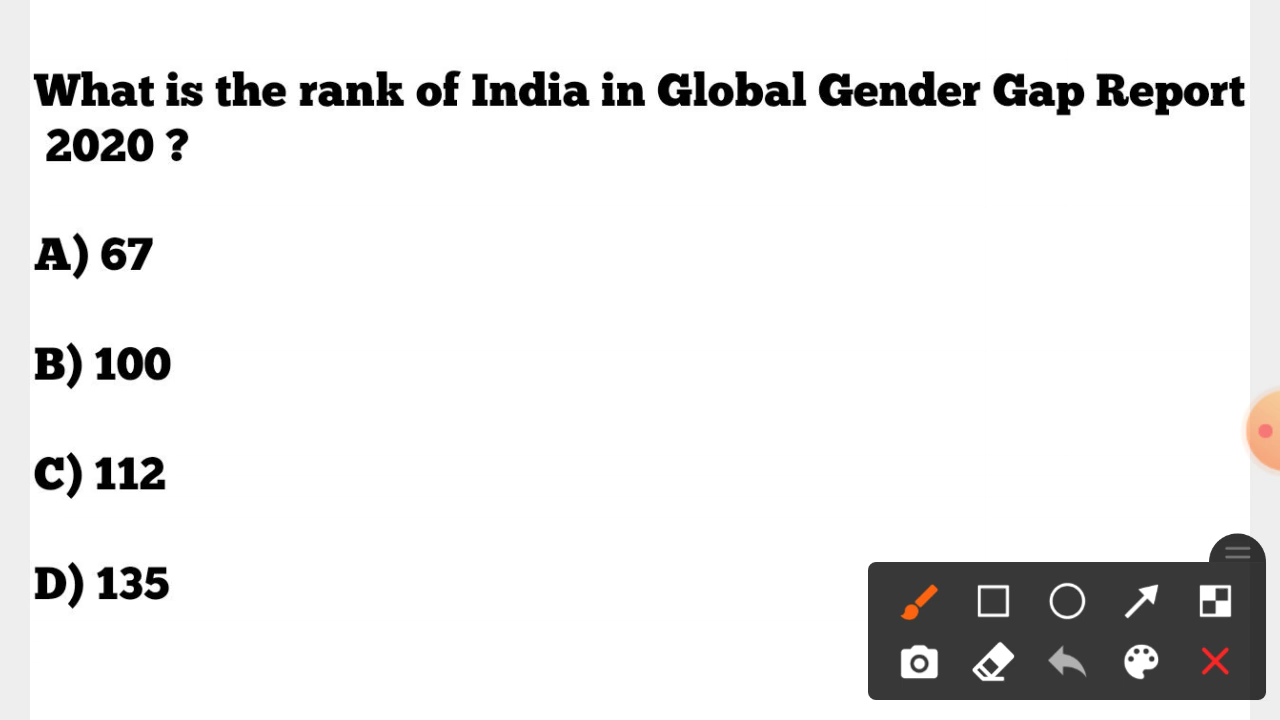 What is the rank of India in Global Gender Gap Report
2020 ?
A) 67
B) 100
C) 112
D) 135